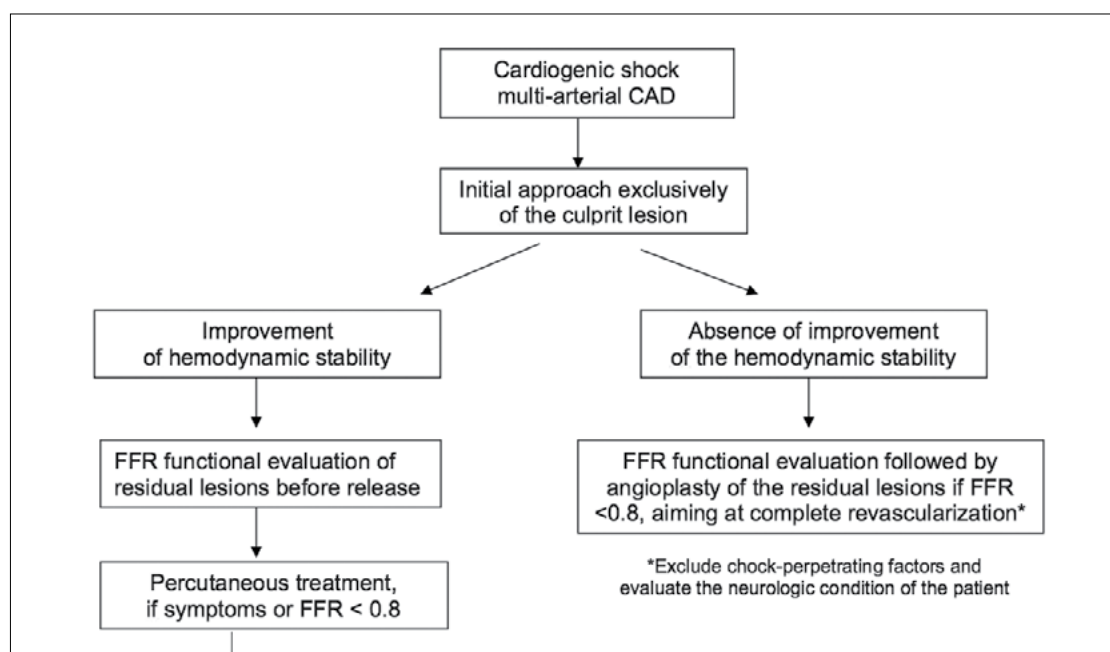 Cardiogenic shock
multi-arterial CAD
Initial approach exclusively
of the culprit lesion
Improvement
of hemodynamic stability
Absence of improvement
of the hemodynamic stability
FFR functional evaluation of
residual lesions before release
FFR functional evaluation followed by
angioplasty of the residual lesions if FFR
<0.8, aiming at complete revascularization*
Percutaneous treatment,
if symptoms or FFR < 0.8
*Exclude chock-perpetrating factors and
evaluate the neurologic condition of the patient